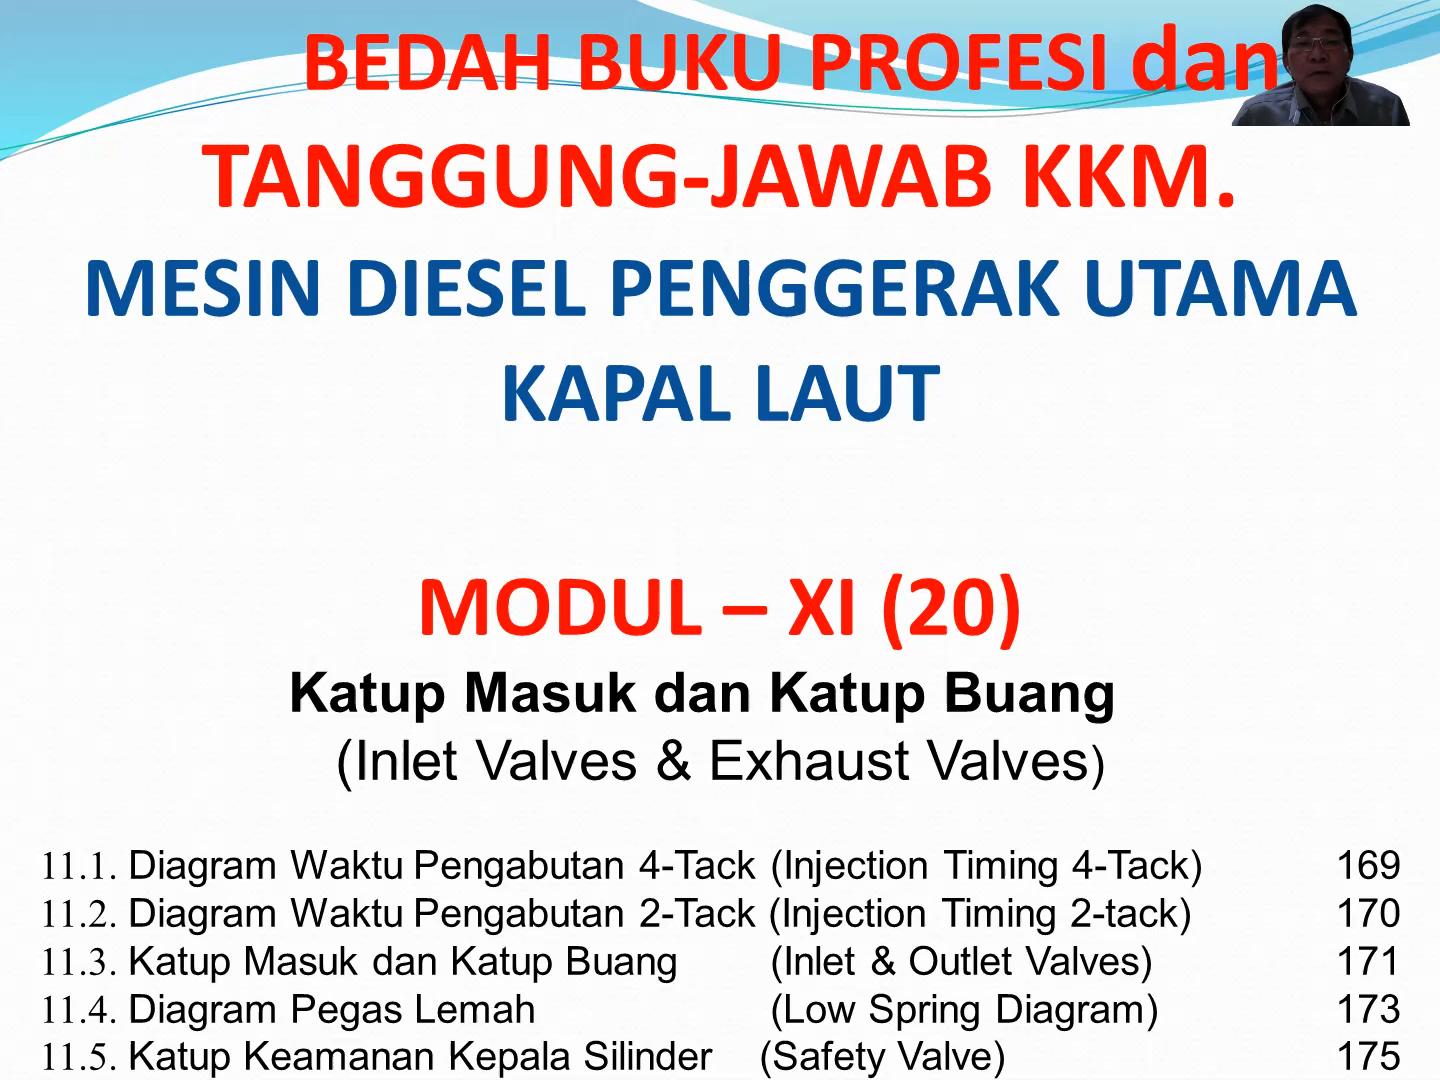 BEDAH BUKU PROFESI dan
TANGGUNG-JAWAB KKM.
MESIN DIESEL PENGGERAK UTAMA
KAPAL LAUT
MODUL – XI (20)
Katup Masuk dan Katup Buang
(Inlet Valves & Exhaust Valves)
11.1. Diagram Waktu Pengabutan 4-Tack (Injection Timing 4-Tack) 169
11.2. Diagram Waktu Pengabutan 2-Tack (Injection Timing 2-tack) 170
11.3. Katup Masuk dan Katup Buang (Inlet & Outlet Valves) 171
11.4. Diagram Pegas Lemah (Low Spring Diagram) 173
11.5. Katup Keamanan Kepala Silinder (Safety Valve) 175